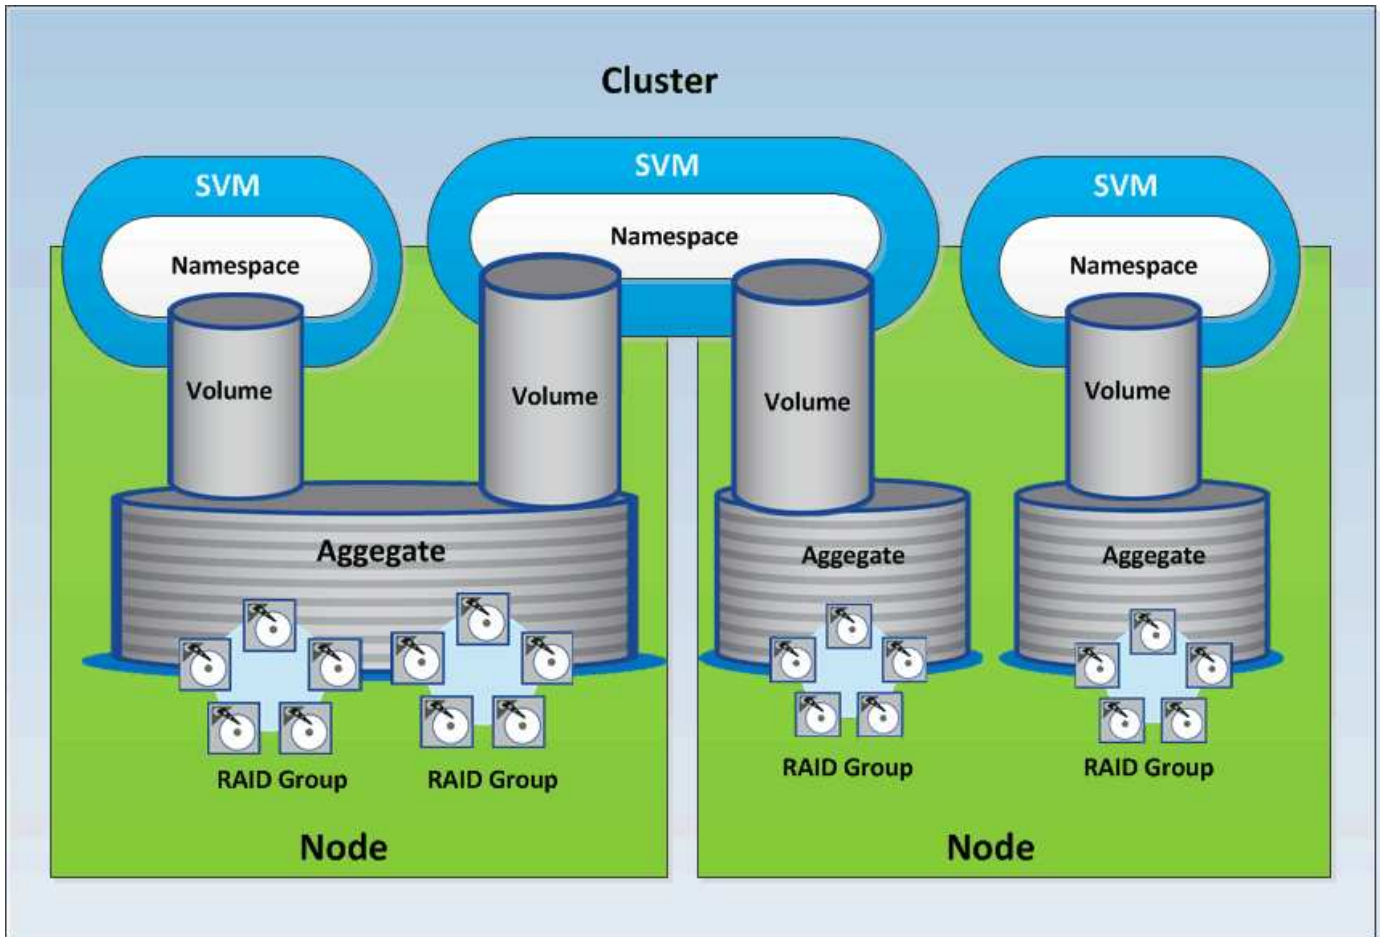 Cluster
SVM
SVM
SVM
Namespace
Namespace
Namespace
Volume
Volume
Volume
Volume
Aggegate
Aggegate
Aggegate
RAID Group
RAID Group
RAID Group
RAID Group
Node
Node